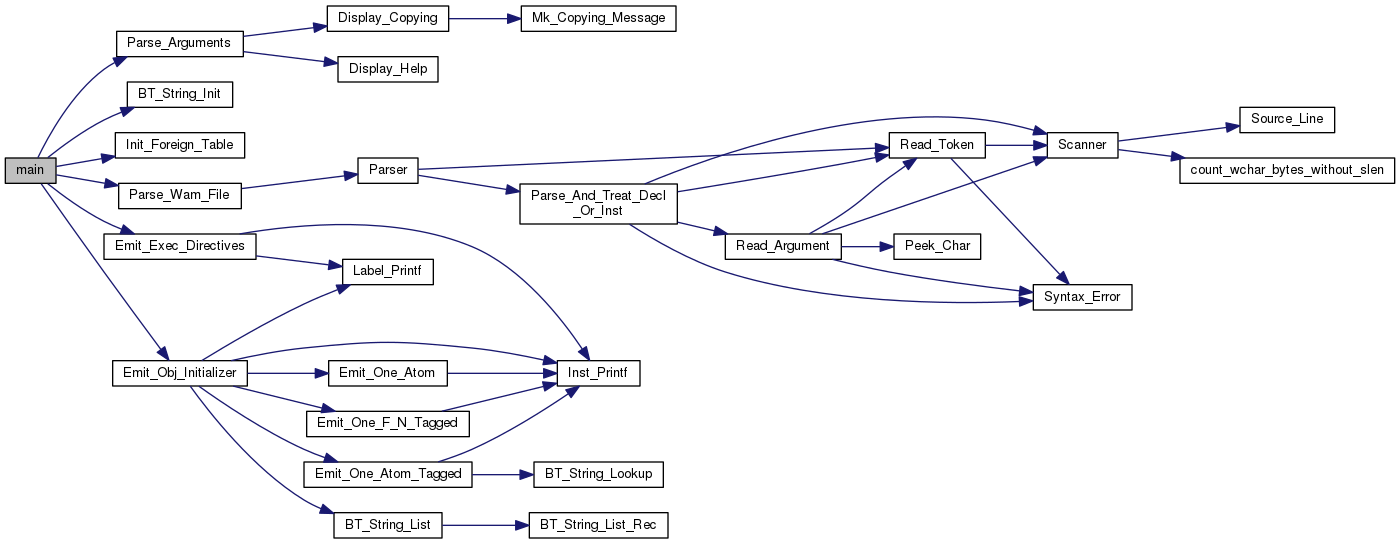 Display_Copying
Mk_Copying_Message
Parse_Arguments
Display_Help
BT_String_Init
Source_Line
Init_Foreign_Table
Read_Token
Scanner
main
Parser
count_wchar_bytes_without_slen
Parse_Wam_File
Parse_And_Treat_Decl
_Or_Inst
Emit_Exec_Directives
Read_Argument
Peek_Char
Label_Printf
Syntax_Error
Emit_Obj_Initializer
Emit_One_Atom
Inst_Printf
Emit_One_F_N_Tagged
Emit_One_Atom_Tagged
BT_String_Lookup
BT_String_List
BT_String_List_Rec